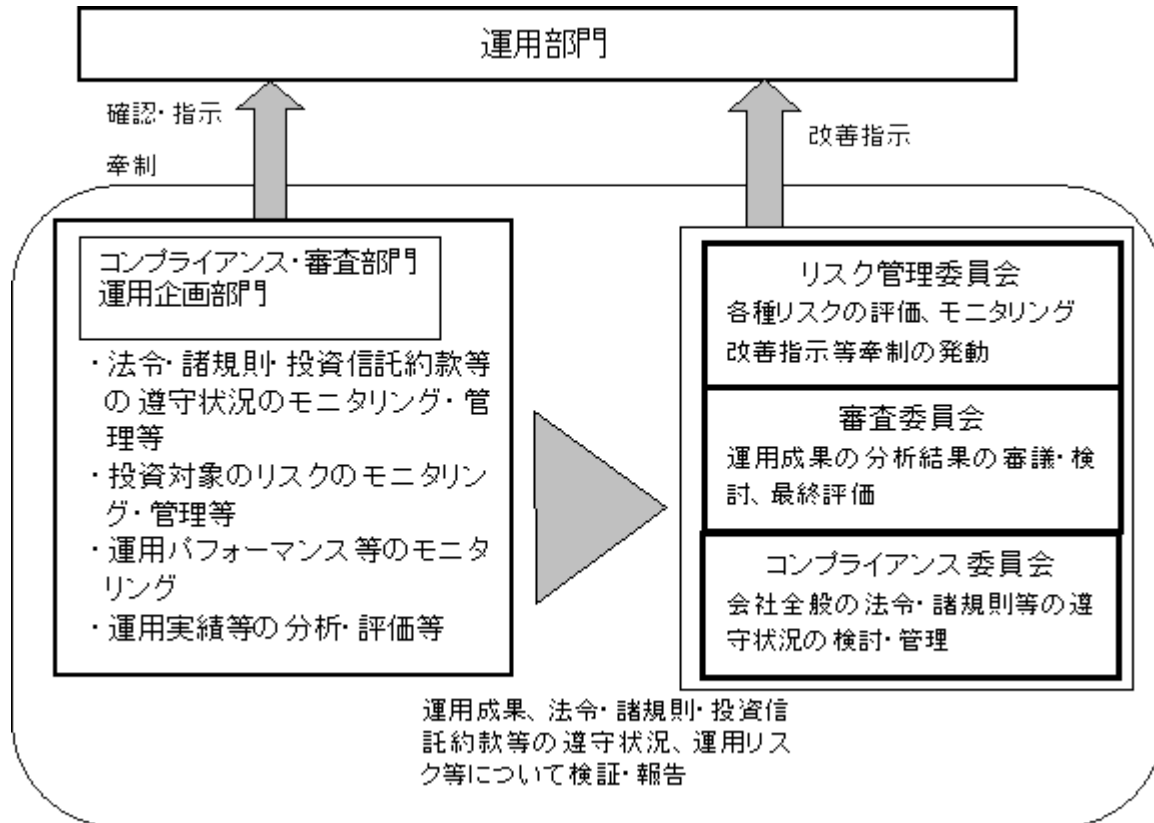 運用部門
確認・指示
牽制
改善指示
コンプライアンス・審査部門
運用企画部門
・法令・諸規則・投資信託約款等
の遵守状況のモニタリング・管
理等
・投資対象のリスクのモニタリン
グ・管理等
・運用パフォーマンス等のモニタ
リング
・運用実績等の分析・評価等
リスク管理委員会
各種リスクの評価、モニタリング
改善指示等牽制の発動
審査委員会
運用成果の分析結果の審議・検
討、最終評価
コンプライアンス委員会
会社全般の法令・諸規則等の遵
守状況の検討・管理
運用成果、法令・諸規則・投資信
託約款等の遵守状況、運用リス
ク等について検証・報告